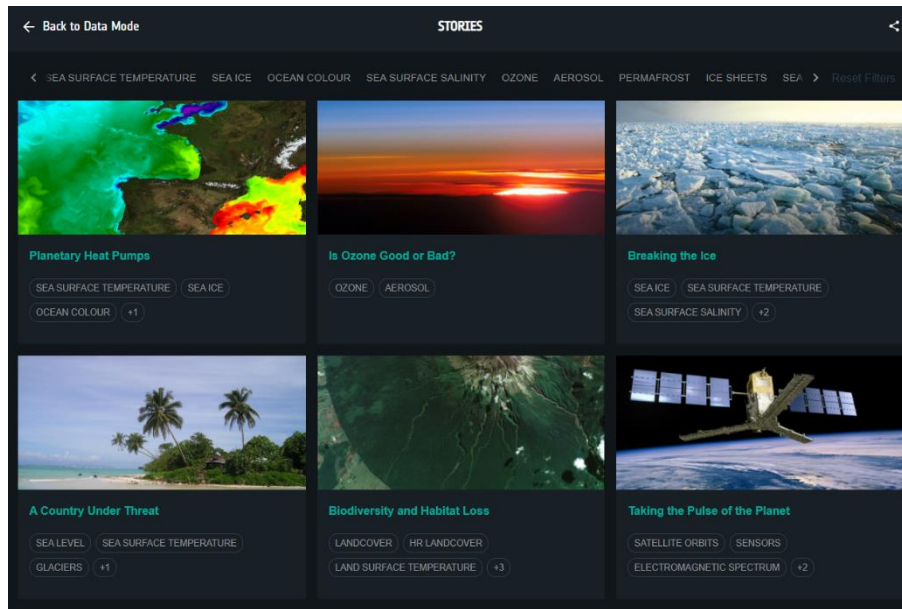 ← Back to Data Mode
STORIES
SEA SURFACE TEMPERATURE SEA ICE OCEAN COLOUR SEA SURFACE SALINITY OZONE AEROSOL PERMAFROST ICE SHEETS SEA Reset Filters
Planetary Heat Pumps
SEA SURFACE TEMPERATURE SEA ICE
OCEAN COLOUR +1
Is Ozone Good or Bad?
OZONE AEROSOL
Breaking the Ice
SEA ICE SEA SURFACE TEMPERATURE
SEA SURFACE SALINITY +2
A Country Under Threat
SEA LEVEL SEA SURFACE TEMPERATURE
GLACIERS +1
Biodiversity and Habitat Loss
LANDCOVER HR LANDCOVER
LAND SURFACE TEMPERATURE +3
Taking the Pulse of the Planet
SATELLITE ORBITS SENSORS
ELECTROMAGNETIC SPECTRUM +2